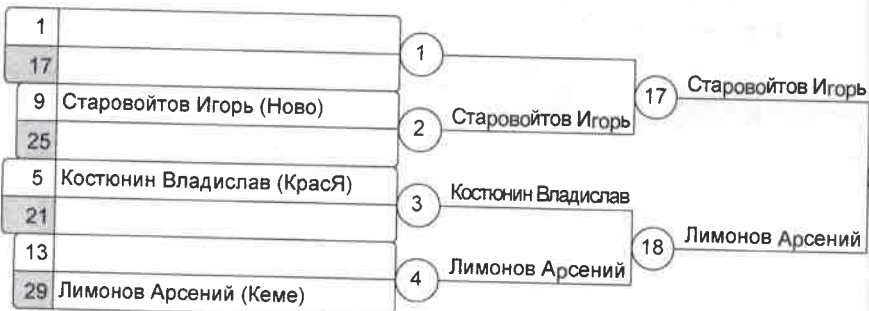 1
1
17
17
Старовойтов Игорь
9 Старовойтов Игорь (Ново)
2
Старовойтов Игорь
25
5 Костюнин Владислав (КрасЯ)
3
Костюнин Владислав
21
18
Лимонов Арсений
13
4
Лимонов Арсений
29 Лимонов Арсений (Кеме)